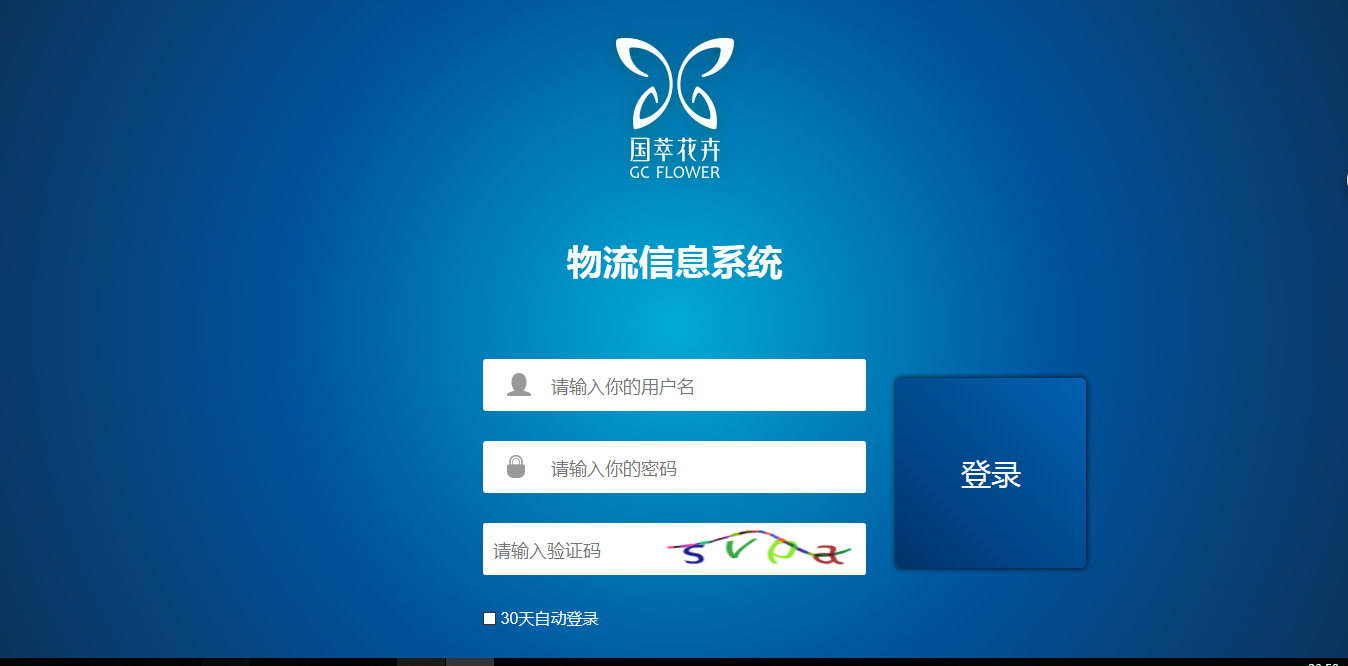 国萃花卉
GC FLOWER
物流信息系统
请输入你的用户名
请输入你的密码
登录
请输入验证码
svpa
30天自动登录